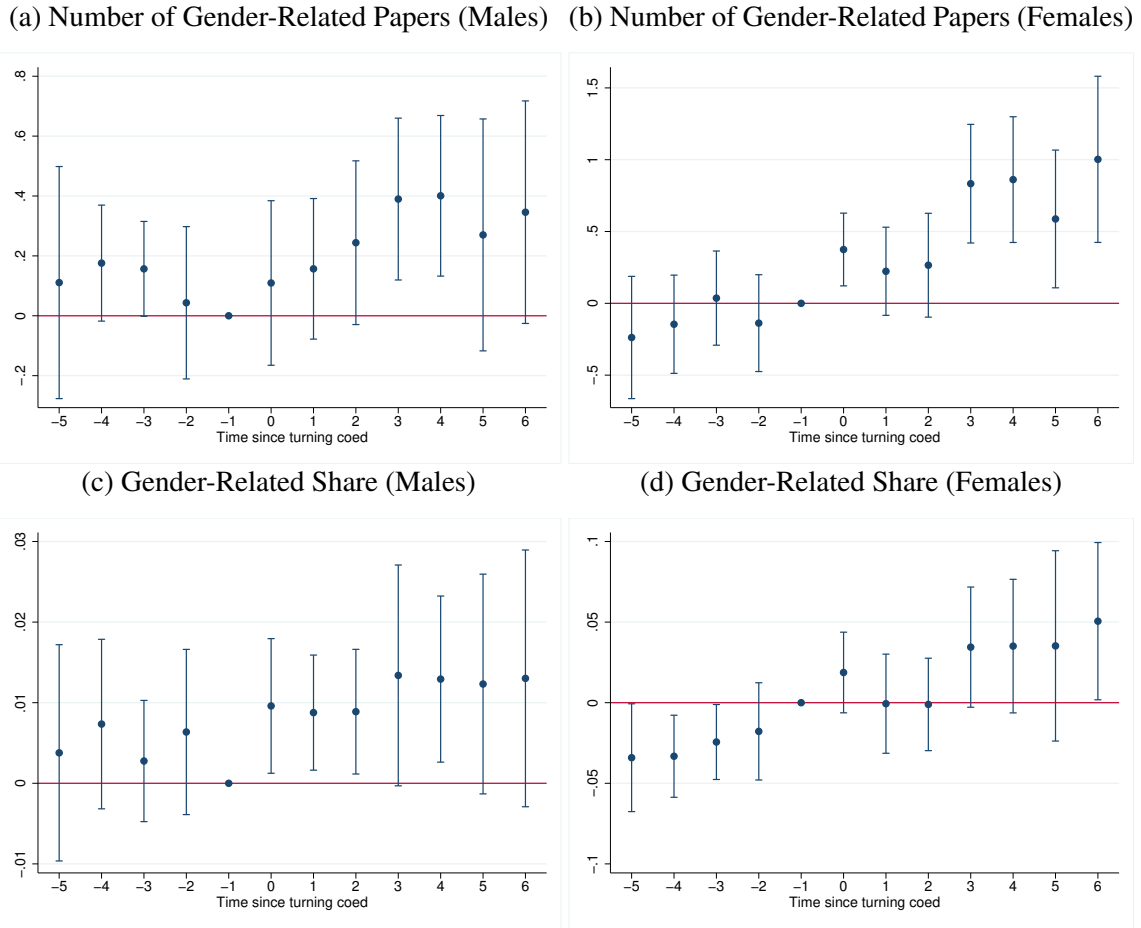 (a) Number of Gender-Related Papers (Males)
(b) Number of Gender-Related Papers (Females)
.8
.6
.4
.2
0
−.2
−5 −4 −3 −2 −1 0 1 2 3 4 5 6
Time since turning coed
1.5
1
.5
0
−.5
−5 −4 −3 −2 −1 0 1 2 3 4 5 6
Time since turning coed
(c) Gender-Related Share (Males)
(d) Gender-Related Share (Females)
.03
.02
.01
0
−.01
−5 −4 −3 −2 −1 0 1 2 3 4 5 6
Time since turning coed
.1
.05
0
−.05
−.1
−5 −4 −3 −2 −1 0 1 2 3 4 5 6
Time since turning coed